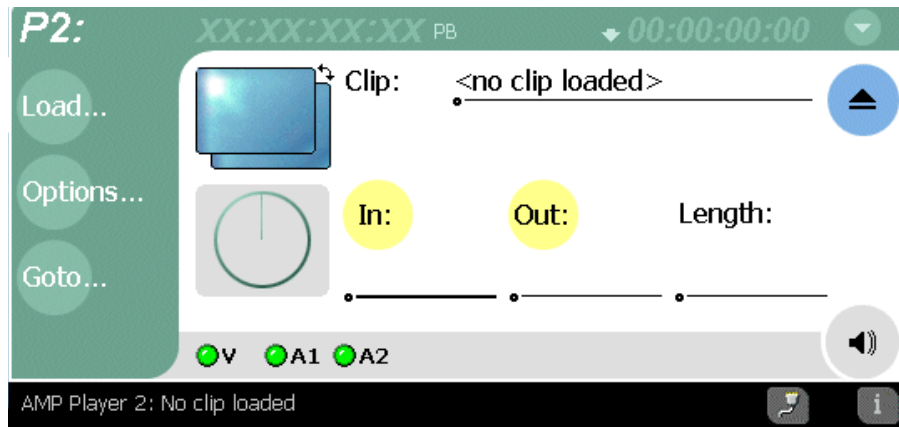 P2: XX:XX:XX:XX PB 00:00:00:00
Load...
Options...
Goto...
Clip: <no clip loaded>
In: Out: Length:
V A1 A2
AMP Player 2: No clip loaded i